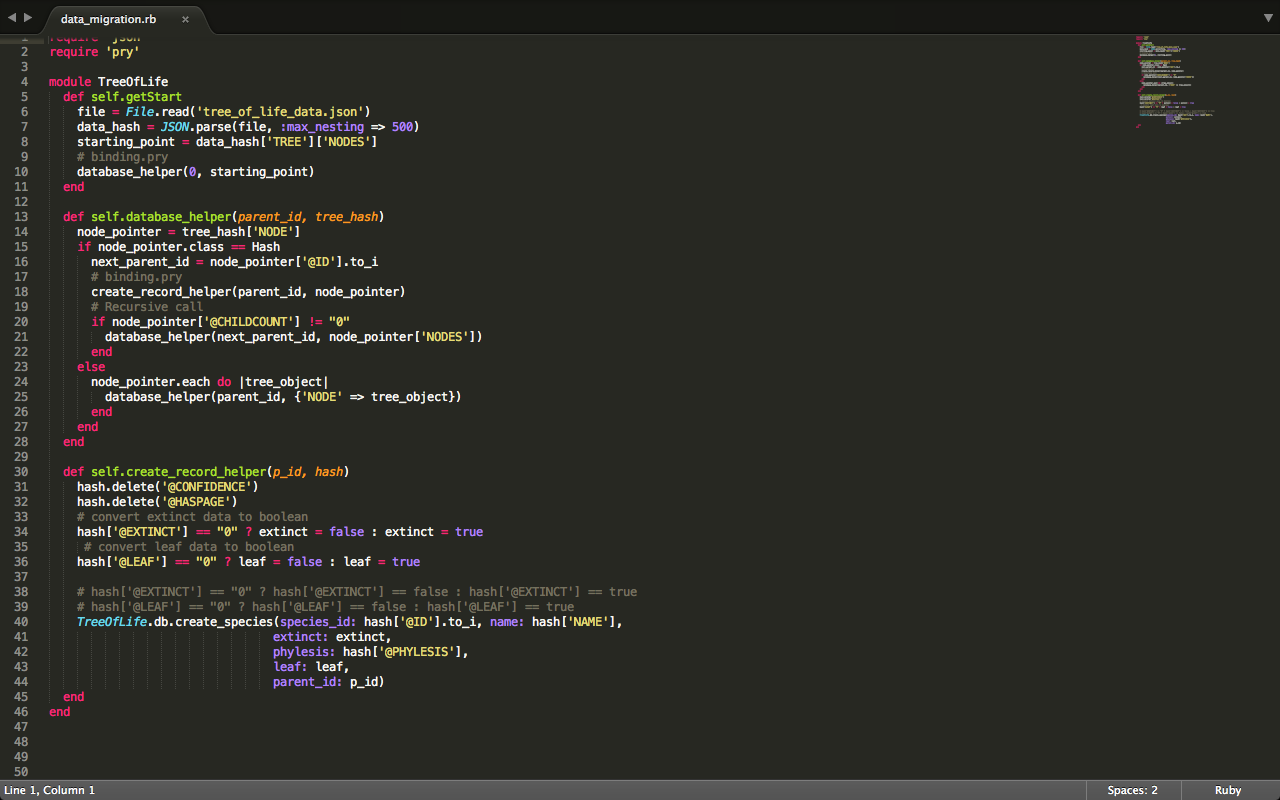 data_migration.rb ×
1 require 'json'
2 require 'pry'
3
4 module TreeOfLife
5 def self.getStart
6 file = File.read('tree_of_life_data.json')
7 data_hash = JSON.parse(file, :max_nesting => 500)
8 starting_point = data_hash['TREE']['NODES']
9 # binding.pry
10 database_helper(0, starting_point)
11 end
12
13 def self.database_helper(parent_id, tree_hash)
14 node_pointer = tree_hash['NODE']
15 if node_pointer.class == Hash
16 next_parent_id = node_pointer['@ID'].to_i
17 # binding.pry
18 create_record_helper(parent_id, node_pointer)
19 # Recursive call
20 if node_pointer['@CHILDCOUNT'] != "0"
21 database_helper(next_parent_id, node_pointer['NODES'])
22 end
23 else
24 node_pointer.each do |tree_object|
25 database_helper(parent_id, {'NODE' => tree_object})
26 end
27 end
28 end
29
30 def self.create_record_helper(p_id, hash)
31 hash.delete('@CONFIDENCE')
32 hash.delete('@HASPAGE')
33 # convert extinct data to boolean
34 hash['@EXTINCT'] == "0" ? extinct = false : extinct = true
35 # convert leaf data to boolean
36 hash['@LEAF'] == "0" ? leaf = false : leaf = true
37
38 # hash['@EXTINCT'] == "0" ? hash['@EXTINCT'] == false : hash['@EXTINCT'] == true
39 # hash['@LEAF'] == "0" ? hash['@LEAF'] == false : hash['@LEAF'] == true
40 TreeOfLife.db.create_species(species_id: hash['@ID'].to_i, name: hash['NAME'],
41 extinct: extinct,
42 phylesis: hash['@PHYLESIS'],
43 leaf: leaf,
44 parent_id: p_id)
45 end
46 end
47
48
49
50
Line 1, Column 1 Spaces: 2 Ruby